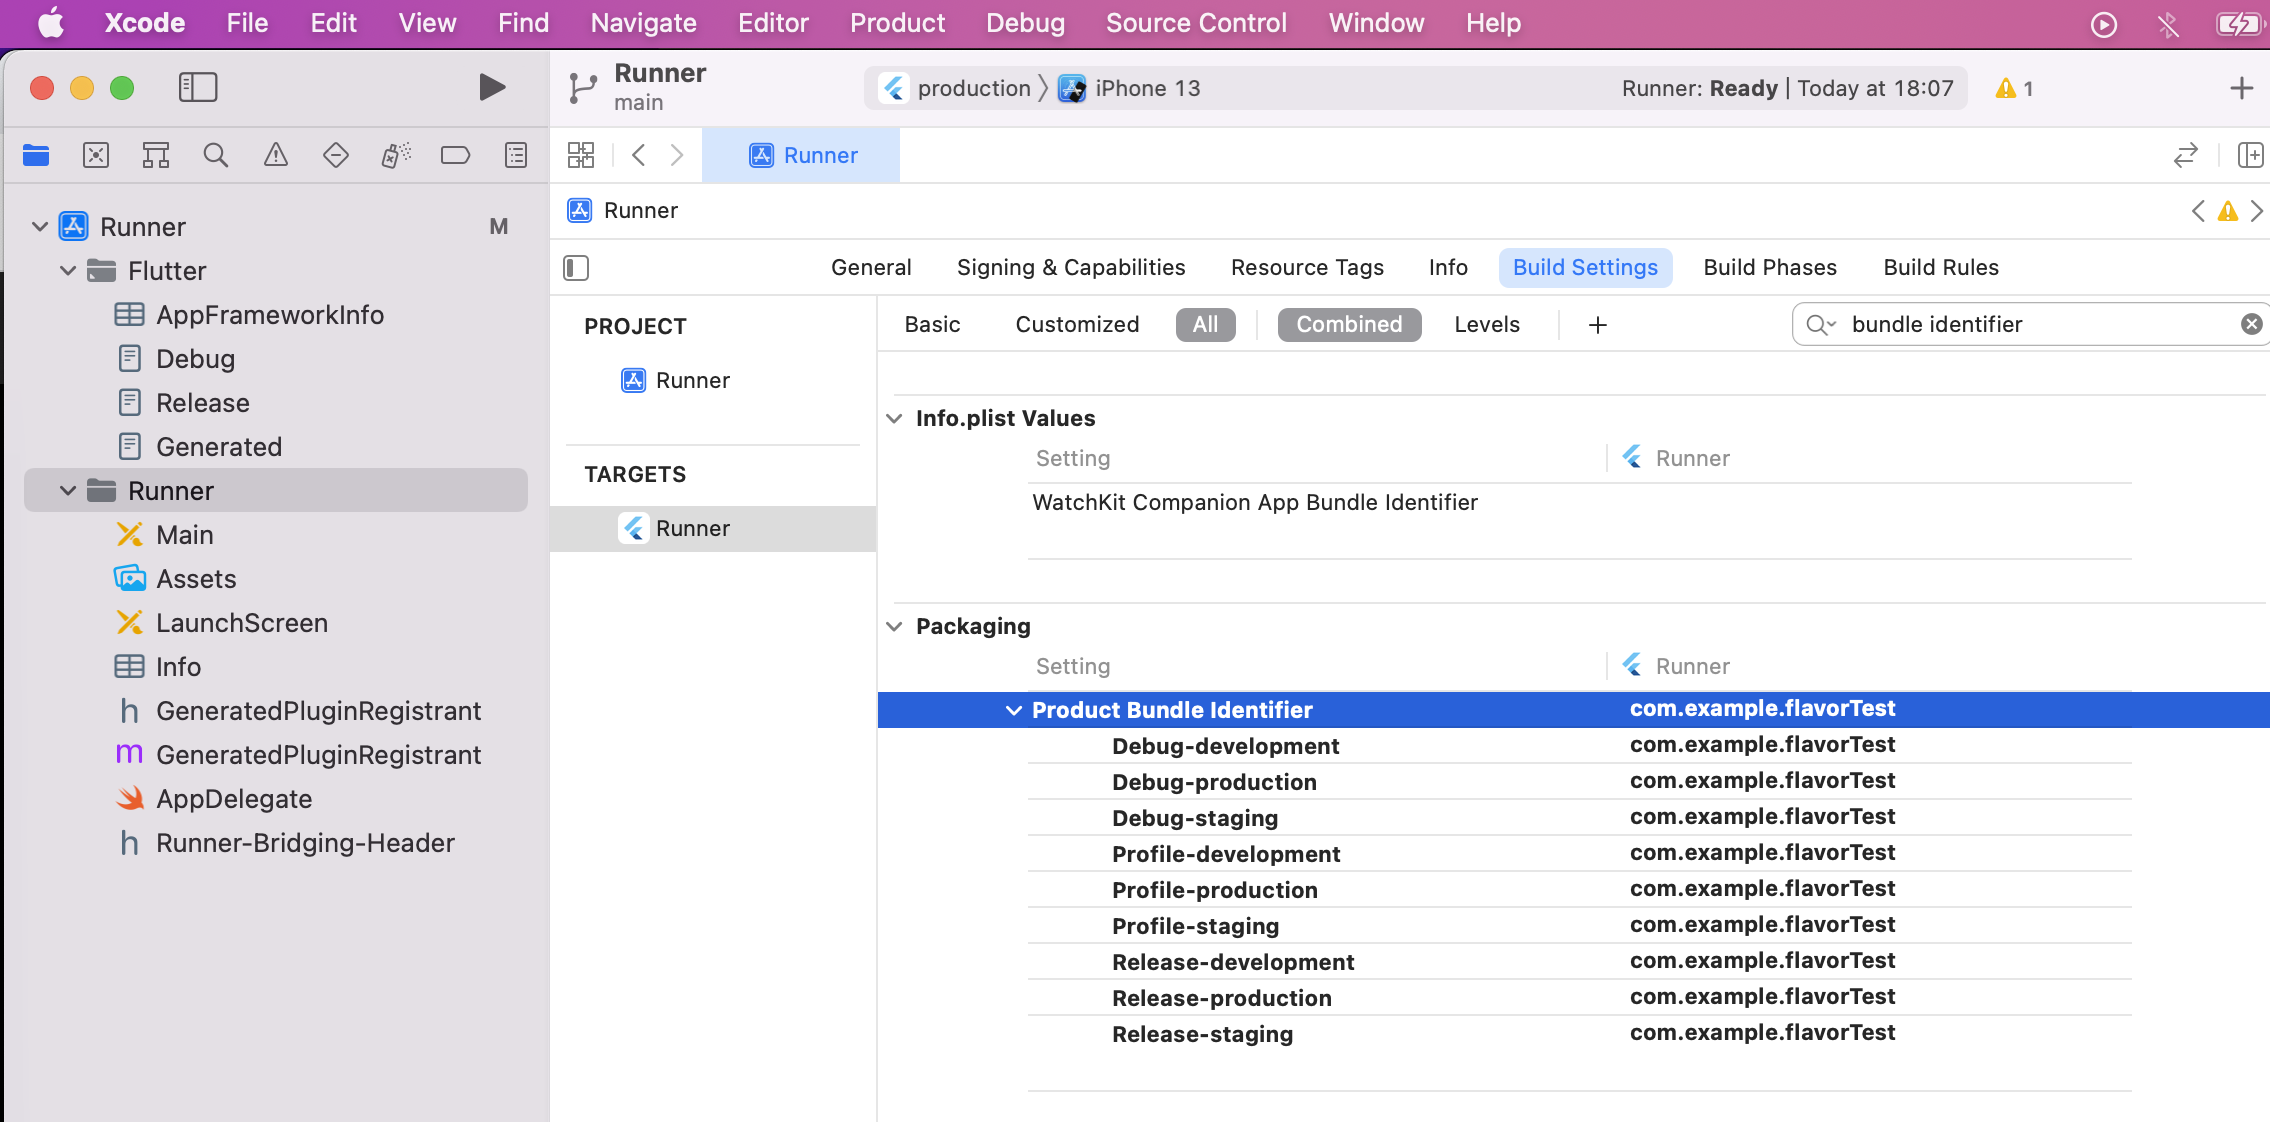 Xcode File Edit View Find Navigate Editor Product Debug Source Control Window Help
Runner
main
production iPhone 13
Runner: Ready | Today at 18:07
1
Runner
Runner M
Flutter
AppFrameworkInfo
Debug
Release
Generated
Runner
Main
Assets
LaunchScreen
Info
h GeneratedPluginRegistrant
m GeneratedPluginRegistrant
AppDelegate
h Runner-Bridging-Header
Runner
General Signing & Capabilities Resource Tags Info Build Settings Build Phases Build Rules
PROJECT
Runner
TARGETS
Runner
Basic Customized All Combined Levels + bundle identifier
Info.plist Values
Setting Runner
WatchKit Companion App Bundle Identifier
Packaging
Setting Runner
Product Bundle Identifier com.example.flavorTest
Debug-development com.example.flavorTest
Debug-production com.example.flavorTest
Debug-staging com.example.flavorTest
Profile-development com.example.flavorTest
Profile-production com.example.flavorTest
Profile-staging com.example.flavorTest
Release-development com.example.flavorTest
Release-production com.example.flavorTest
Release-staging com.example.flavorTest